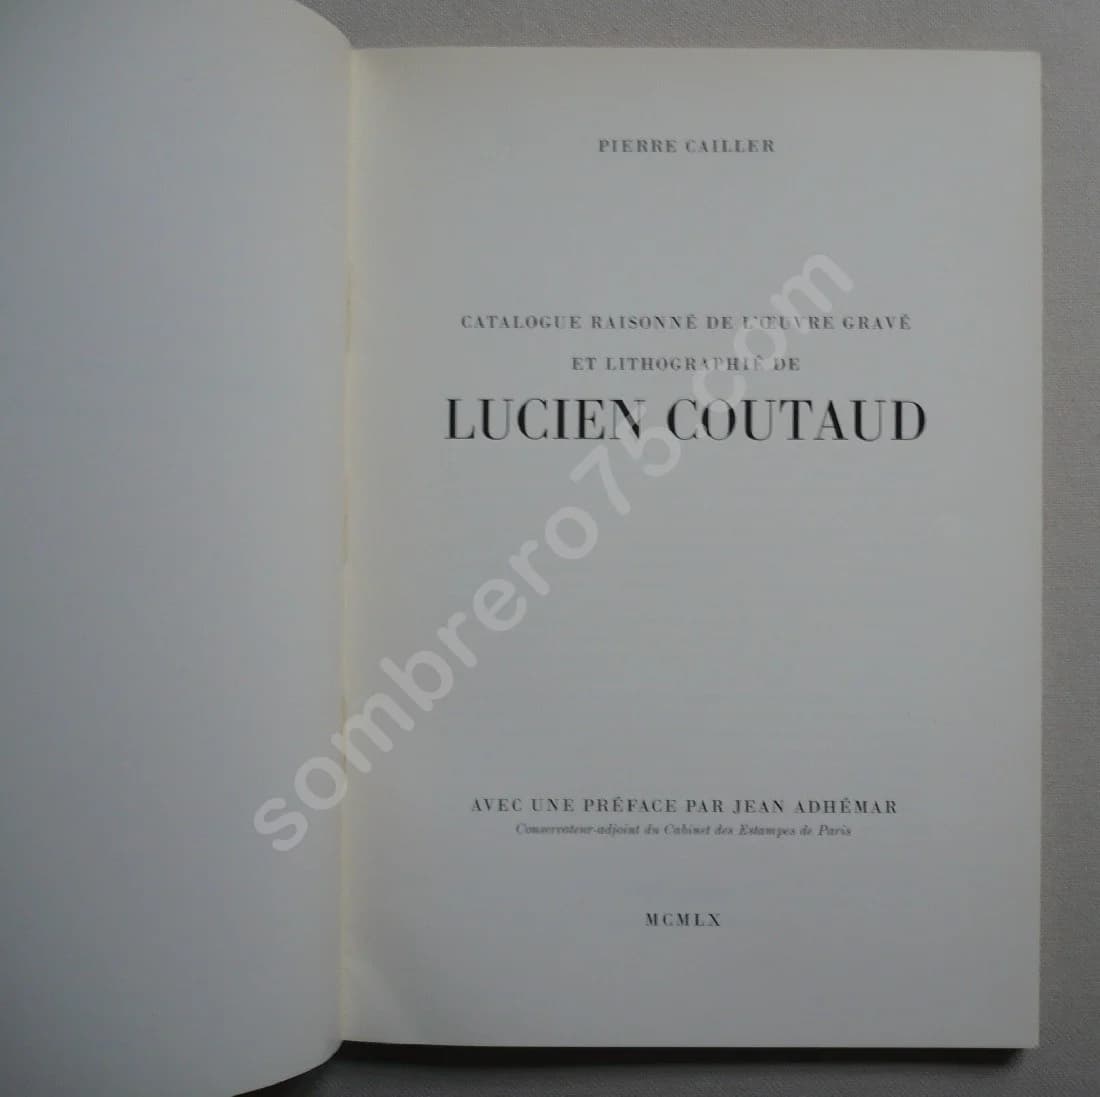 PIERRE CAILLER
CATALOGUE RAISONNÉ DE L'ŒUVRE GRAVÉ
ET LITHOGRAPHIÉ DE
LUCIEN COUTAUD
AVEC UNE PRÉFACE PAR JEAN ADHÉMAR
Conservateur-adjoint du Cabinet des Estampes de Paris
MCMLX
sombrero75.com